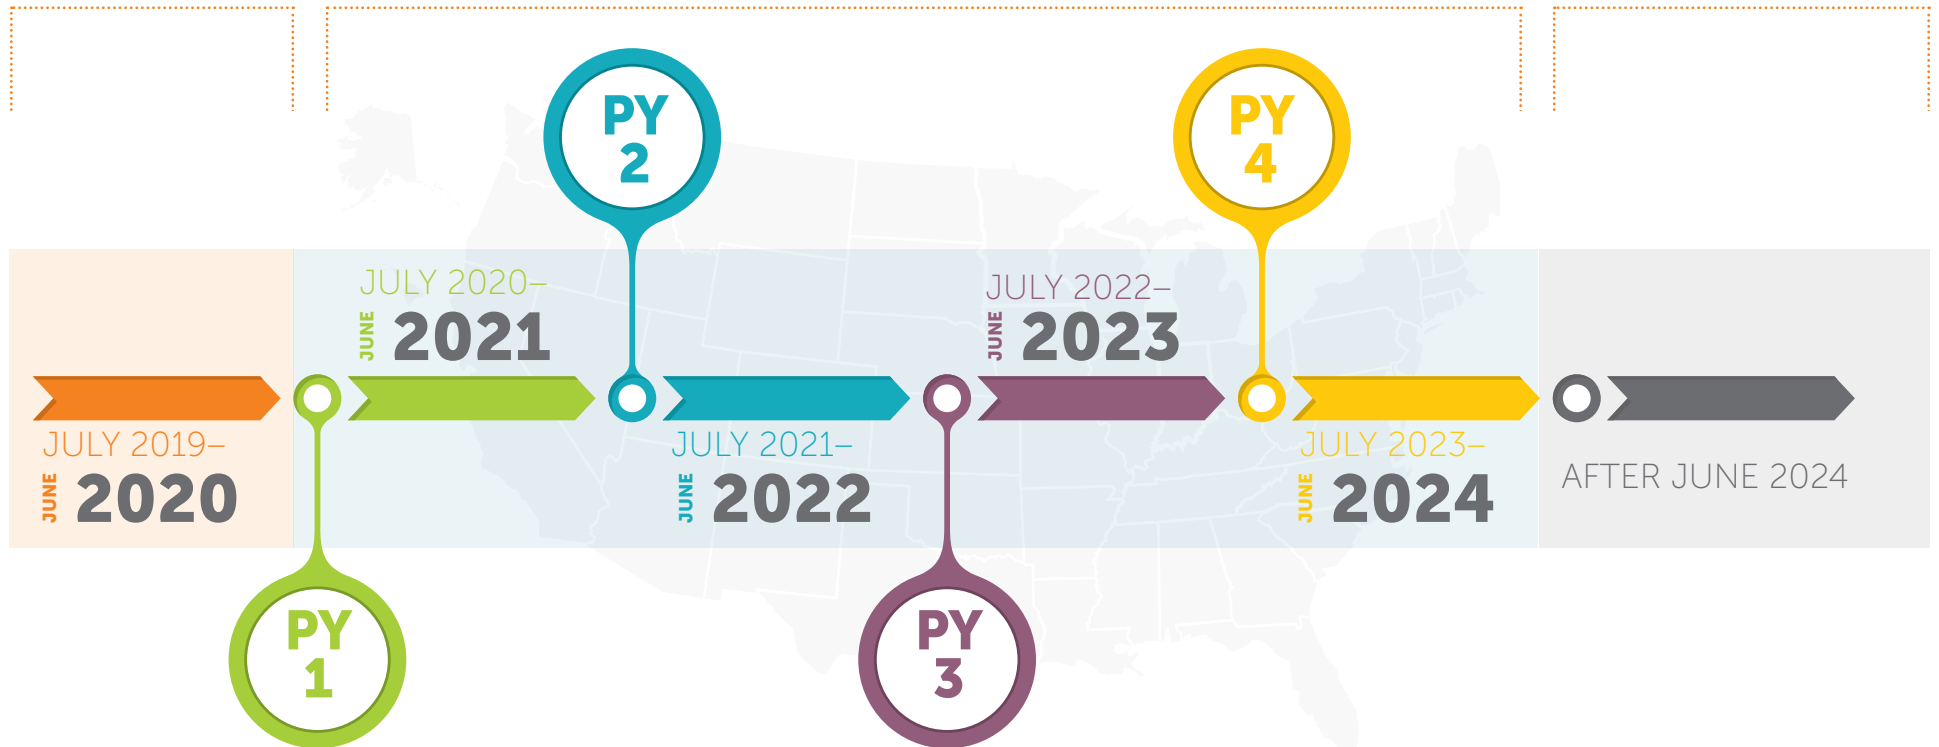 JULY 2019–
JUNE 2020
PY
1
JULY 2020–
JUNE 2021
PY
2
JULY 2021–
JUNE 2022
PY
3
JULY 2022–
JUNE 2023
PY
4
JULY 2023–
JUNE 2024
AFTER JUNE 2024